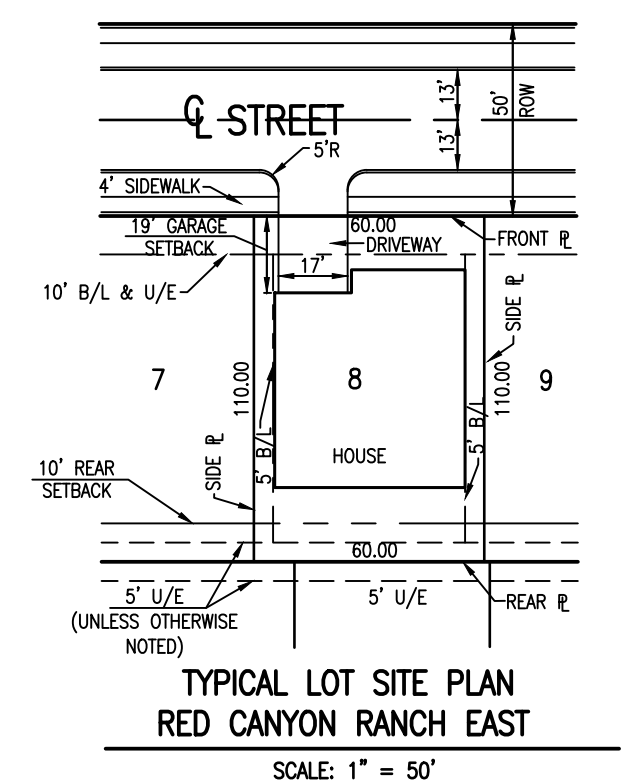 13'
50'
ROW
℄ STREET
13'
5'R
4' SIDEWALK
19' GARAGE
SETBACK
60.00
DRIVEWAY
FRONT ⅊
17'
10' B/L & U/E
SIDE ⅊
7
110.00
8
110.00
9
5' B/L
5' B/L
SIDE ⅊
HOUSE
10' REAR
SETBACK
60.00
5' U/E
(UNLESS OTHERWISE
NOTED)
5' U/E
REAR ⅊
TYPICAL LOT SITE PLAN
RED CANYON RANCH EAST
SCALE: 1" = 50'